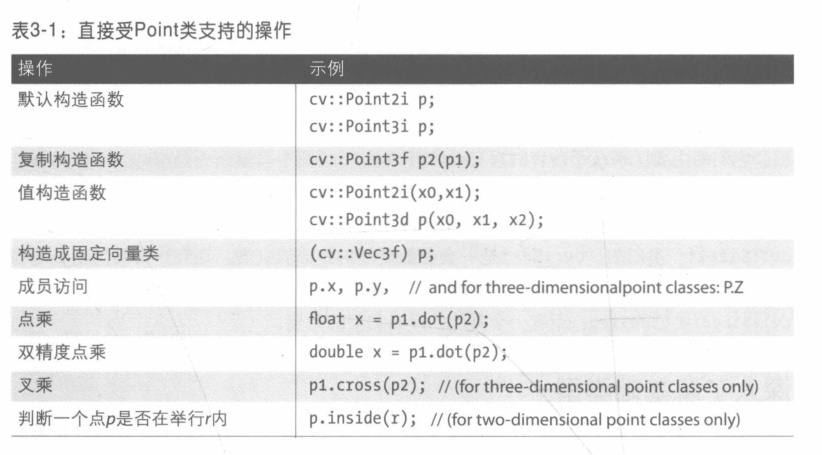 表3-1：直接受Point类支持的操作
操作 示例
默认构造函数 cv::Point2i p;
cv::Point3i p;
复制构造函数 cv::Point3f p2(p1);
值构造函数 cv::Point2i(x0,x1);
cv::Point3d p(x0, x1, x2);
构造成固定向量类 (cv::Vec3f) p;
成员访问 p.x, p.y, // and for three-dimensionalpoint classes: P.Z
点乘 float x = p1.dot(p2);
双精度点乘 double x = p1.dot(p2);
叉乘 p1.cross(p2); // (for three-dimensional point classes only)
判断一个点p是否在举行r内 p.inside(r); // (for two-dimensional point classes only)